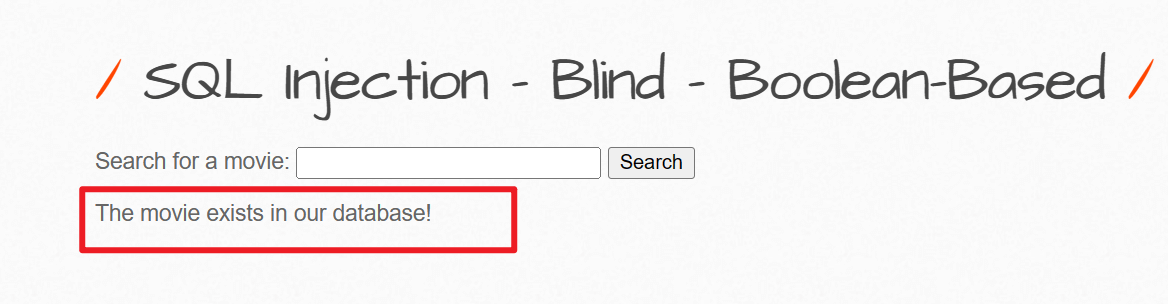 / SQL Injection - Blind - Boolean-Based /
Search for a movie: Search
The movie exists in our database!